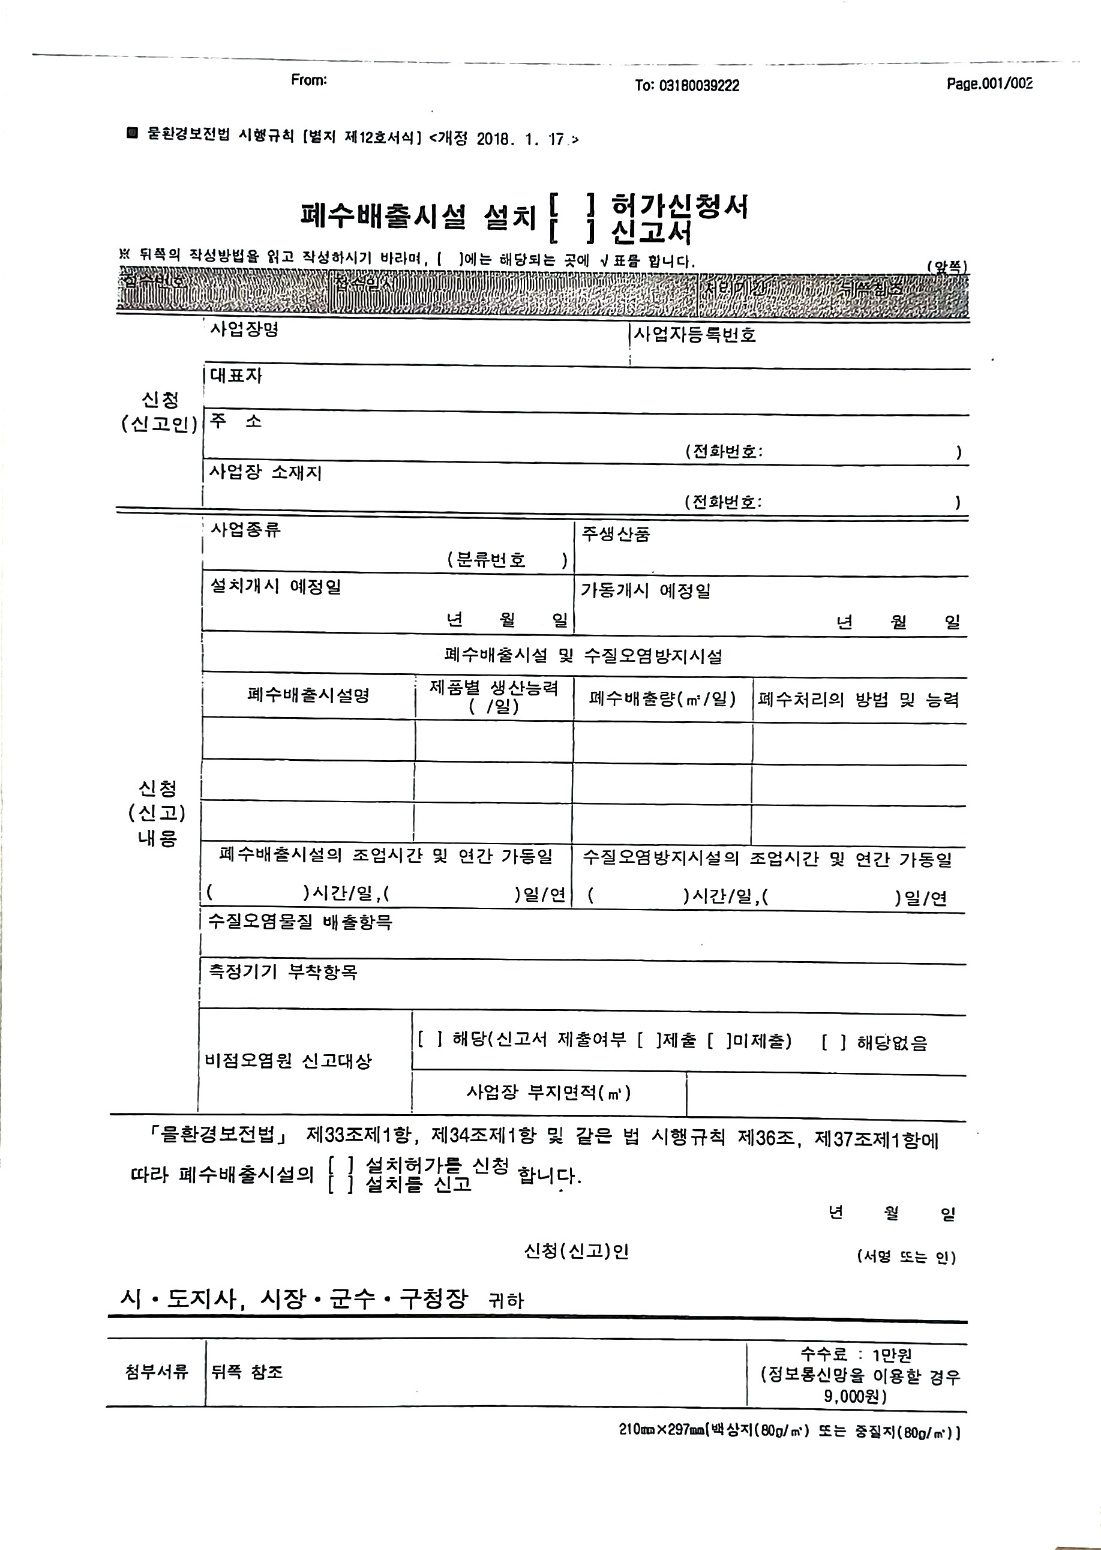 From: To: 03180039222 Page.001/002
■ 물환경보전법 시행규칙 [별지 제12호서식] <개정 2018. 1. 17.>
폐수배출시설 설치 [ ] 허가신청서
[ ] 신고서
※ 뒤쪽의 작성방법을 읽고 작성하시기 바라며, [ ]에는 해당되는 곳에 √표를 합니다. (앞쪽)
접수번호 접수일시 처리기간 뒤쪽참조
사업장명 사업자등록번호
대표자
신청
(신고인)
주 소
(전화번호: )
사업장 소재지
(전화번호: )
사업종류 주생산품
(분류번호 )
설치개시 예정일 가동개시 예정일
년 월 일 년 월 일
폐수배출시설 및 수질오염방지시설
폐수배출시설명 제품별 생산능력 폐수배출량(㎥/일) 폐수처리의 방법 및 능력
( /일)
신청
(신고)
내용
폐수배출시설의 조업시간 및 연간 가동일 수질오염방지시설의 조업시간 및 연간 가동일
( )시간/일,( )일/연 ( )시간/일,( )일/연
수질오염물질 배출항목
측정기기 부착항목
비점오염원 신고대상
[ ] 해당(신고서 제출여부 [ ]제출 [ ]미제출) [ ] 해당없음
사업장 부지면적(㎡)
「물환경보전법」 제33조제1항, 제34조제1항 및 같은 법 시행규칙 제36조, 제37조제1항에
따라 폐수배출시설의 [ ] 설치허가를 신청 합니다.
[ ] 설치를 신고
년 월 일
신청(신고)인 (서명 또는 인)
시·도지사, 시장·군수·구청장 귀하
첨부서류 뒤쪽 참조
수수료 : 1만원
(정보통신망을 이용할 경우
9,000원)
210㎜×297㎜[백상지(80g/㎡) 또는 중질지(80g/㎡)]